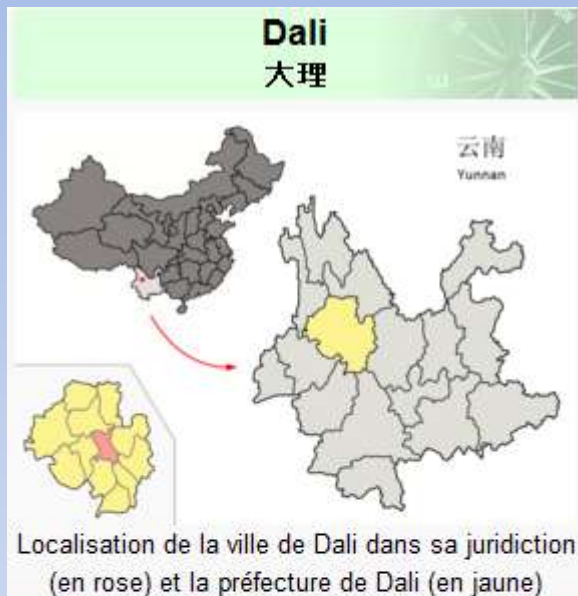 Dali
大理
云南
Yunnan
Localisation de la ville de Dali dans sa juridiction
(en rose) et la préfecture de Dali (en jaune)